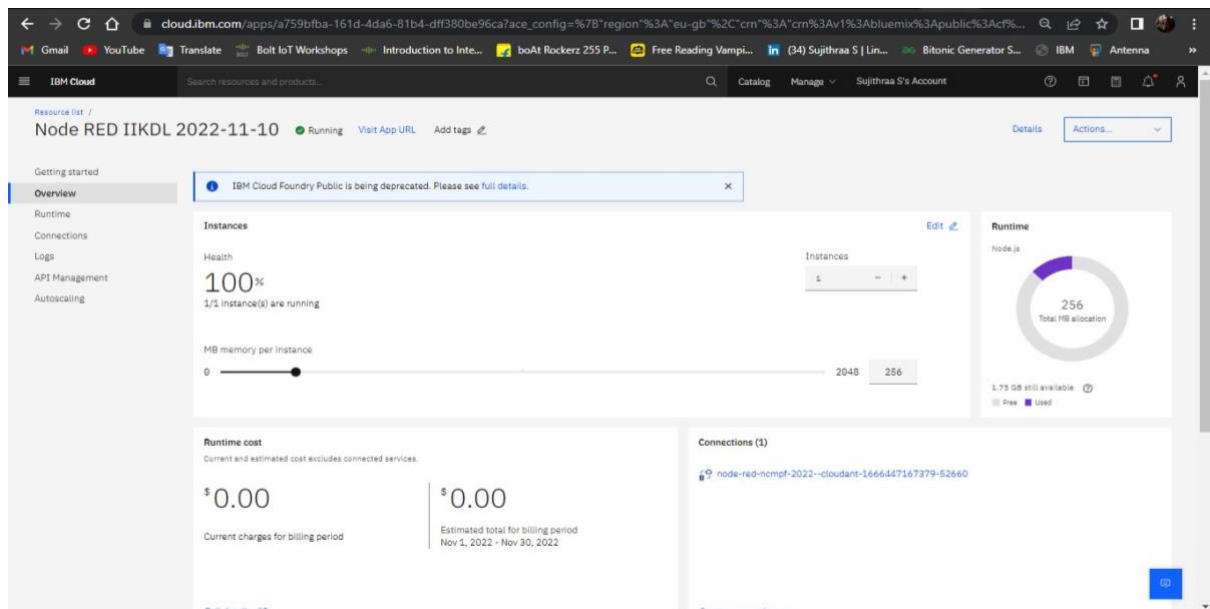 cloud.ibm.com/apps/a759bfba-161d-4da6-81b4-dff380be96ca?ace_config=%7B"region"%3A"eu-gb"%2C"crn"%3A"crn%3Av1%3Abluemix%3Apublic%3Acf%...
Gmail YouTube Translate Bolt IoT Workshops Introduction to Inte... boAt Rockerz 255 P... Free Reading Vampi... (34) Sujithraa S | Lin... Bitonic Generator S... IBM Antenna »
IBM Cloud Search resources and products... Catalog Manage Sujithraa S's Account
Resource list /
Node RED IIKDL 2022-11-10 Running Visit App URL Add tags Details Actions...
Getting started
Overview
Runtime
Connections
Logs
API Management
Autoscaling
IBM Cloud Foundry Public is being deprecated. Please see full details.
Instances Edit
Health
100%
1/1 instance(s) are running
Instances
1 - +
MB memory per instance
0 2048 256
Runtime
Node.js
256
Total MB allocation
1.75 GB still available
Free Used
Runtime cost
Current and estimated cost excludes connected services.
$0.00
Current charges for billing period
$0.00
Estimated total for billing period
Nov 1, 2022 - Nov 30, 2022
Connections (1)
node-red-ncmpf-2022--cloudant-1666447167379-52660